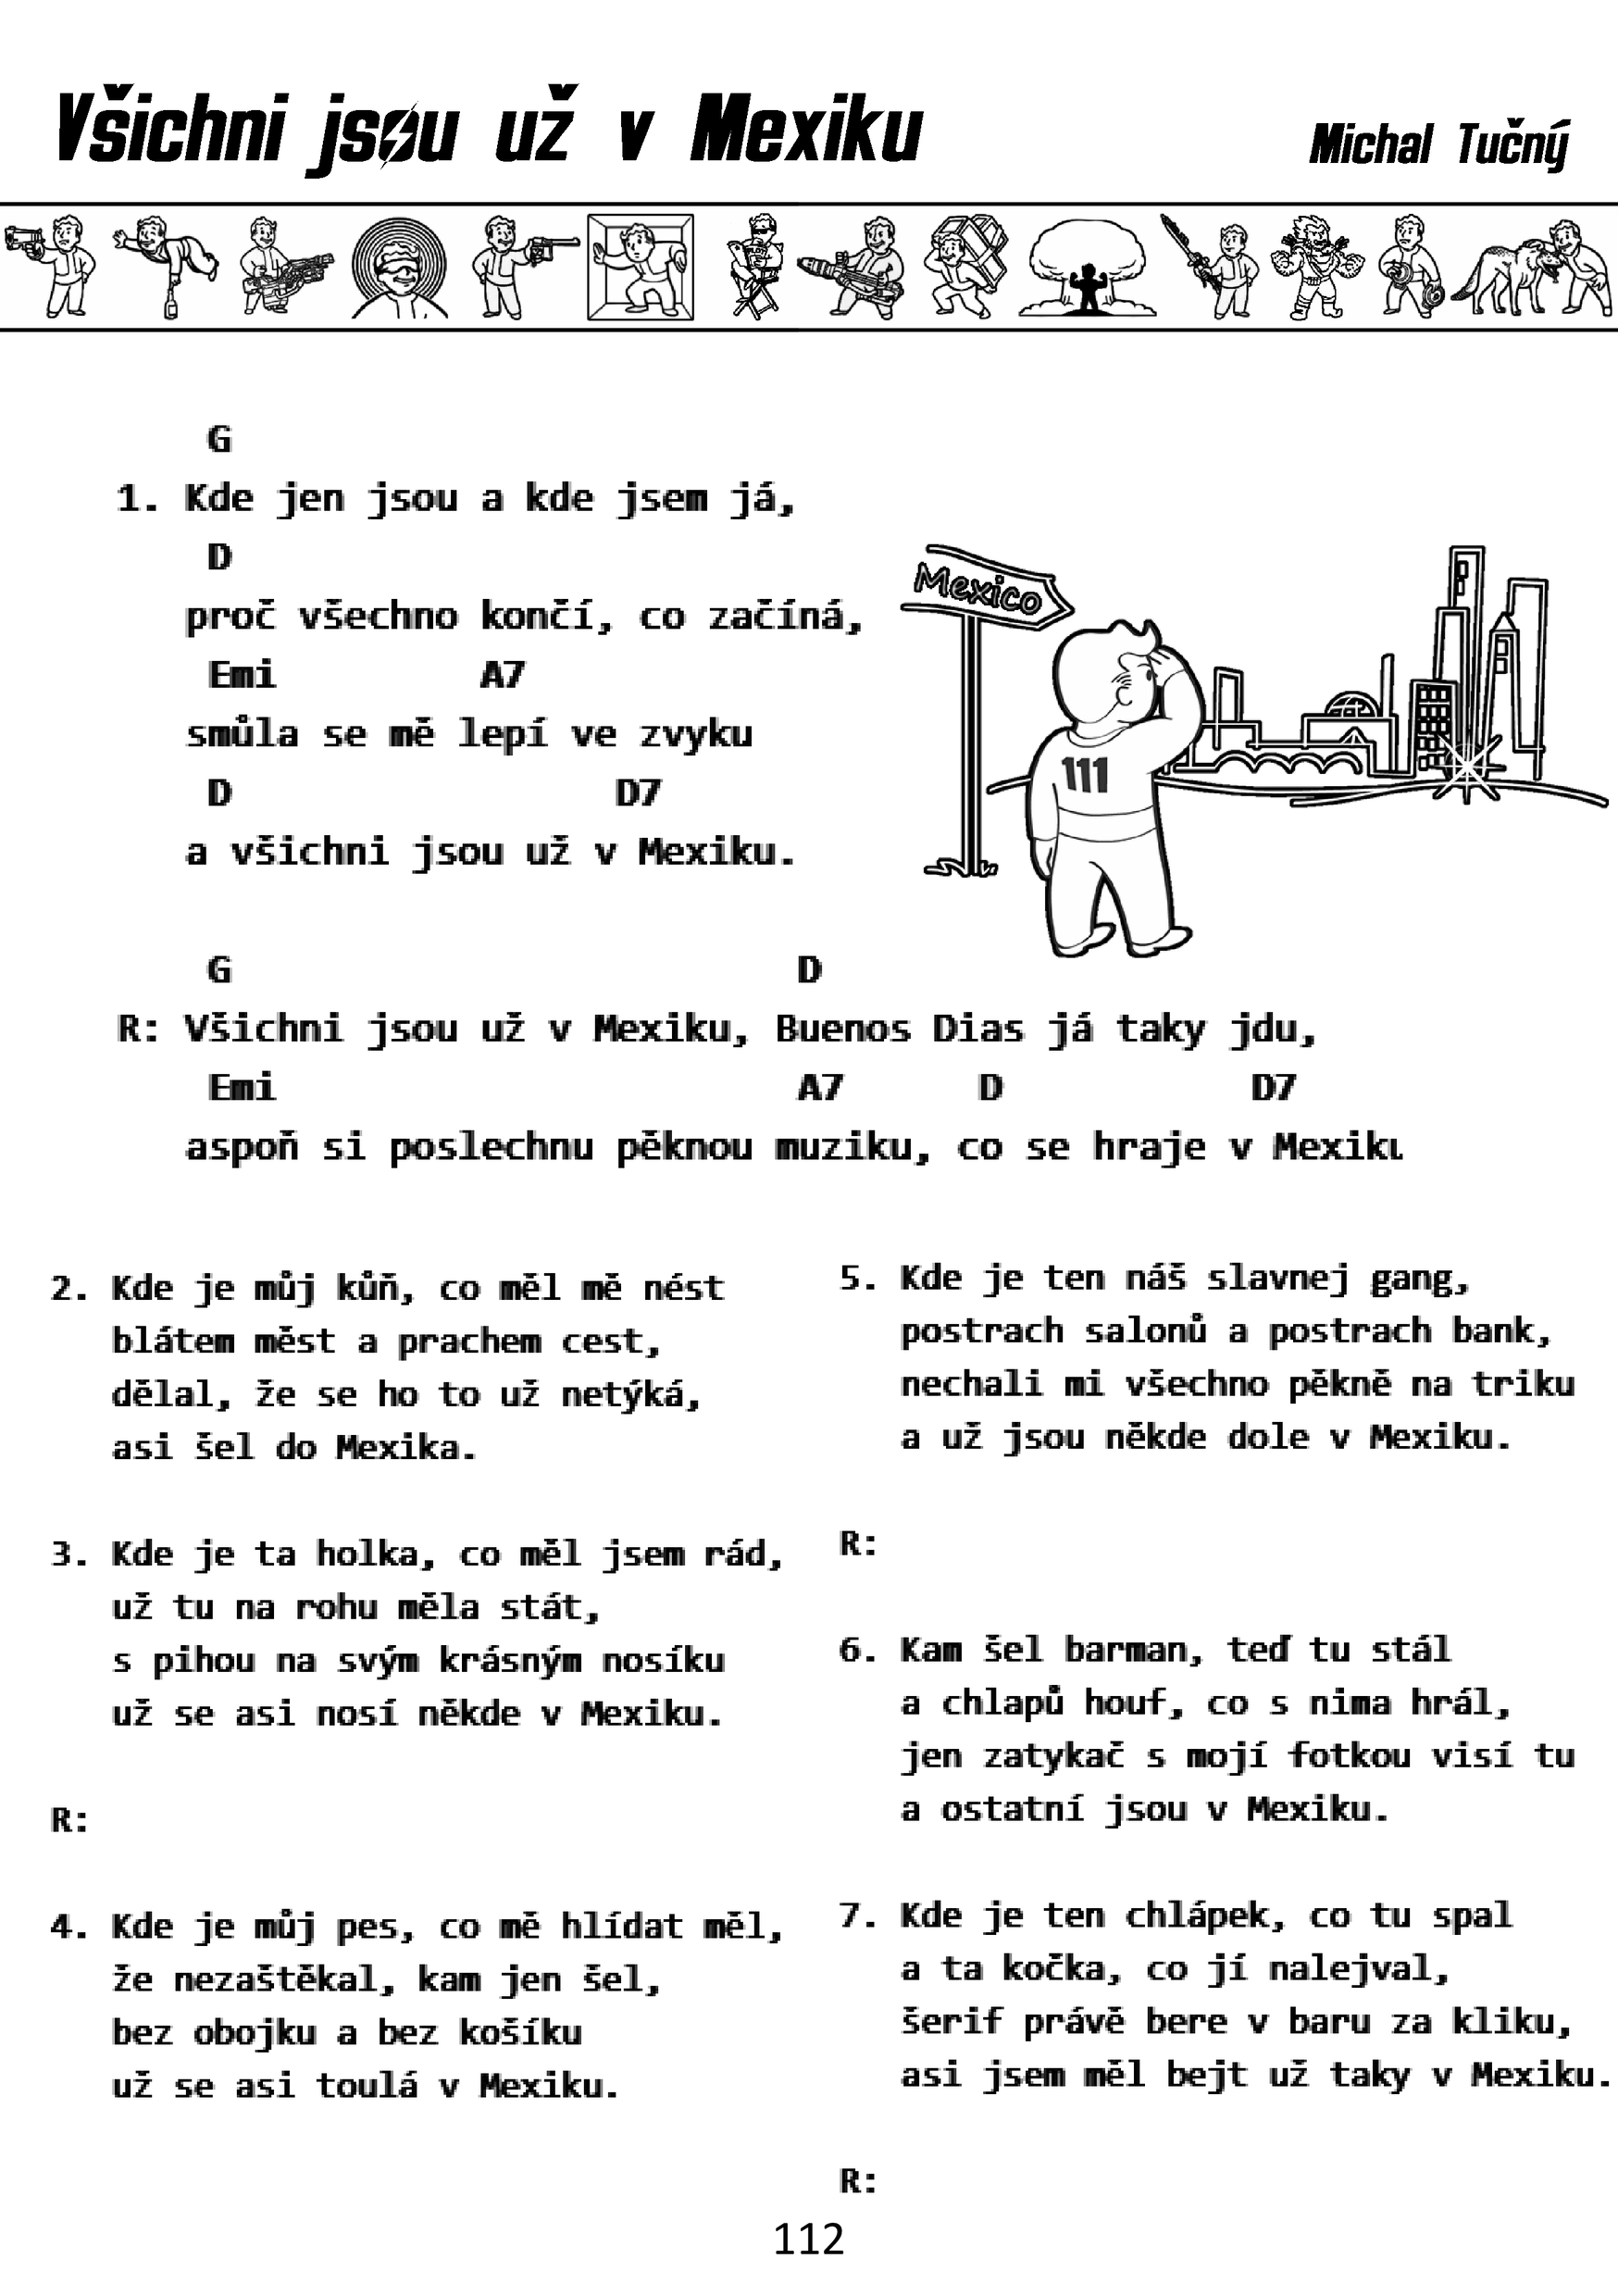 Všichni jsou už v Mexiku
Michal Tučný
G
1. Kde jen jsou a kde jsem já,
D
proč všechno končí, co začíná,
Emi A7
smůla se mě lepí ve zvyku
D D7
a všichni jsou už v Mexiku.
Mexico
111
G D
R: Všichni jsou už v Mexiku, Buenos Dias já taky jdu,
Emi A7 D D7
aspoň si poslechnu pěknou muziku, co se hraje v Mexiku
2. Kde je můj kůň, co měl mě nést
blátem měst a prachem cest,
dělal, že se ho to už netýká,
asi šel do Mexika.
3. Kde je ta holka, co měl jsem rád,
už tu na rohu měla stát,
s pihou na svým krásným nosíku
už se asi nosí někde v Mexiku.
R:
4. Kde je můj pes, co mě hlídat měl,
že nezaštěkal, kam jen šel,
bez obojku a bez košíku
už se asi toulá v Mexiku.
5. Kde je ten náš slavnej gang,
postrach salonů a postrach bank,
nechali mi všechno pěkně na triku
a už jsou někde dole v Mexiku.
R:
6. Kam šel barman, teď tu stál
a chlapů houf, co s nima hrál,
jen zatykač s mojí fotkou visí tu
a ostatní jsou v Mexiku.
7. Kde je ten chlápek, co tu spal
a ta kočka, co jí nalejval,
šerif právě bere v baru za kliku,
asi jsem měl bejt už taky v Mexiku.
R:
112